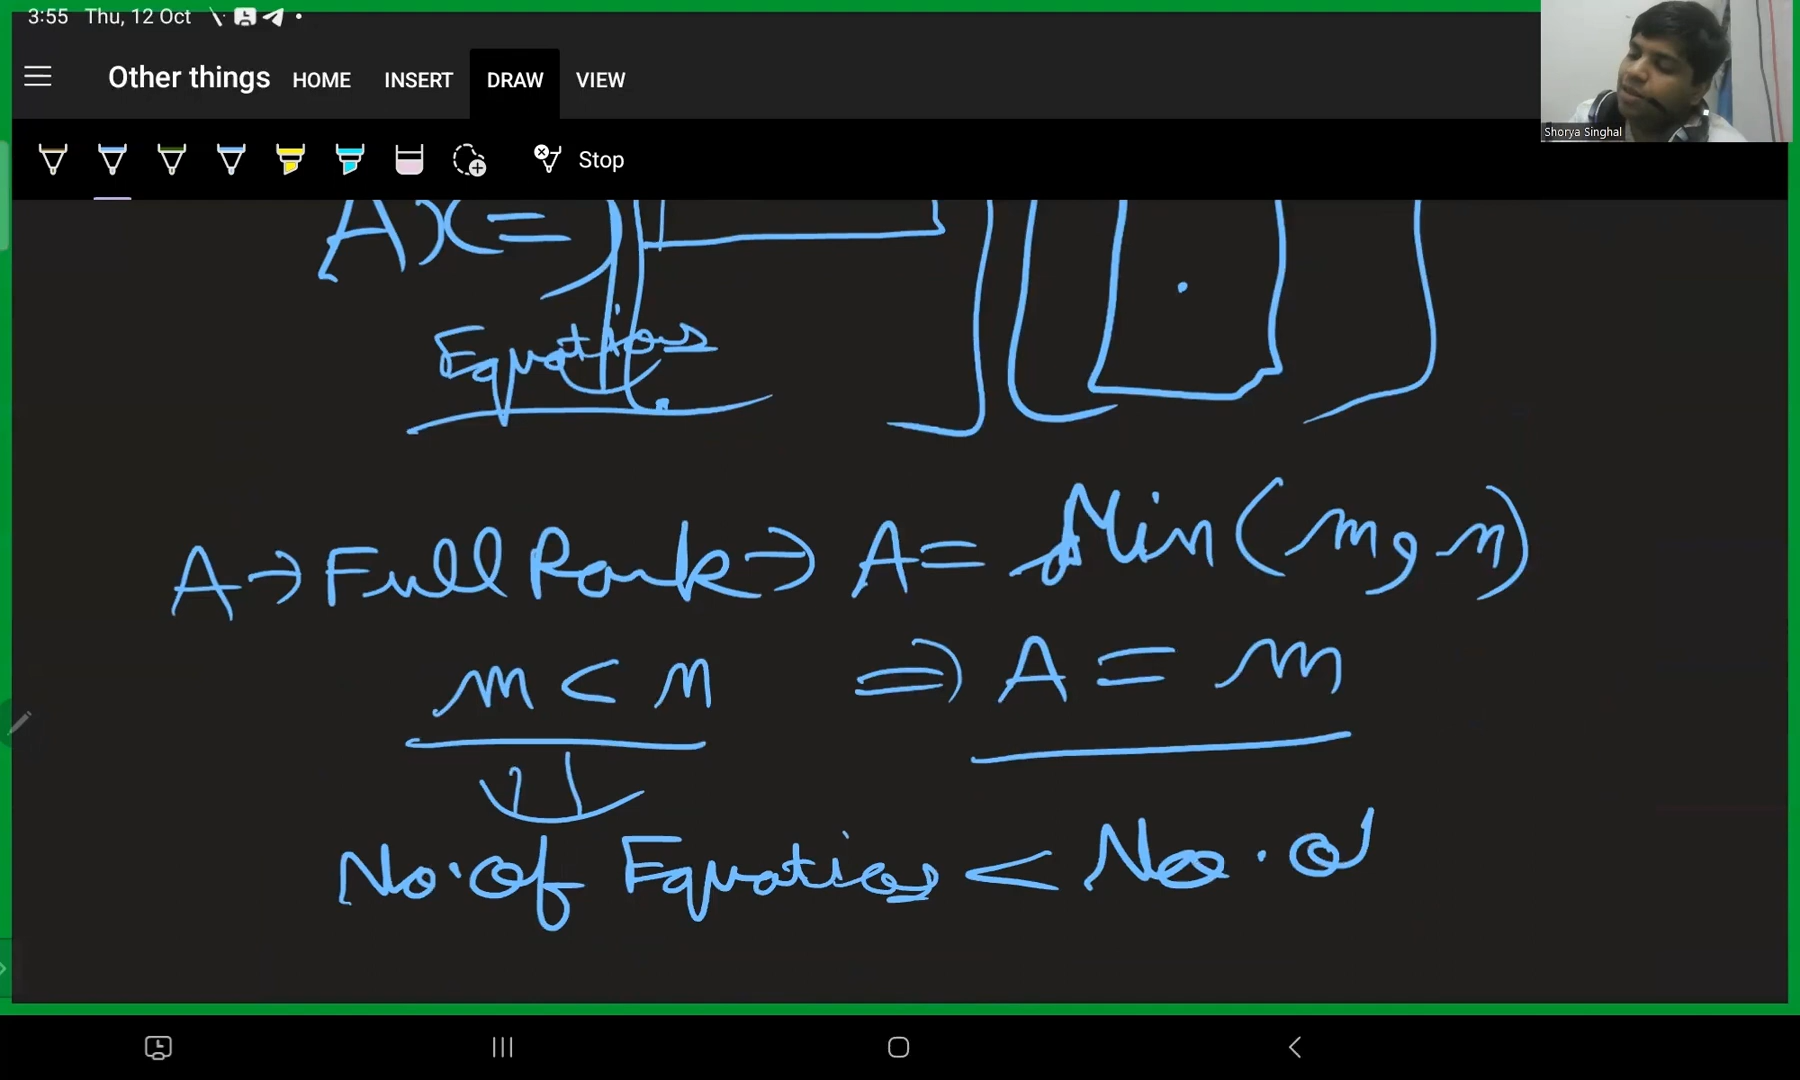 3:55 Thu, 12 Oct
Other things HOME INSERT DRAW VIEW
Shorya Singhal
Stop
Ax =
Equations
A → Full Rank → A = Min(m, n)
m < n ⇒ A = m
No. of Equations < No. o